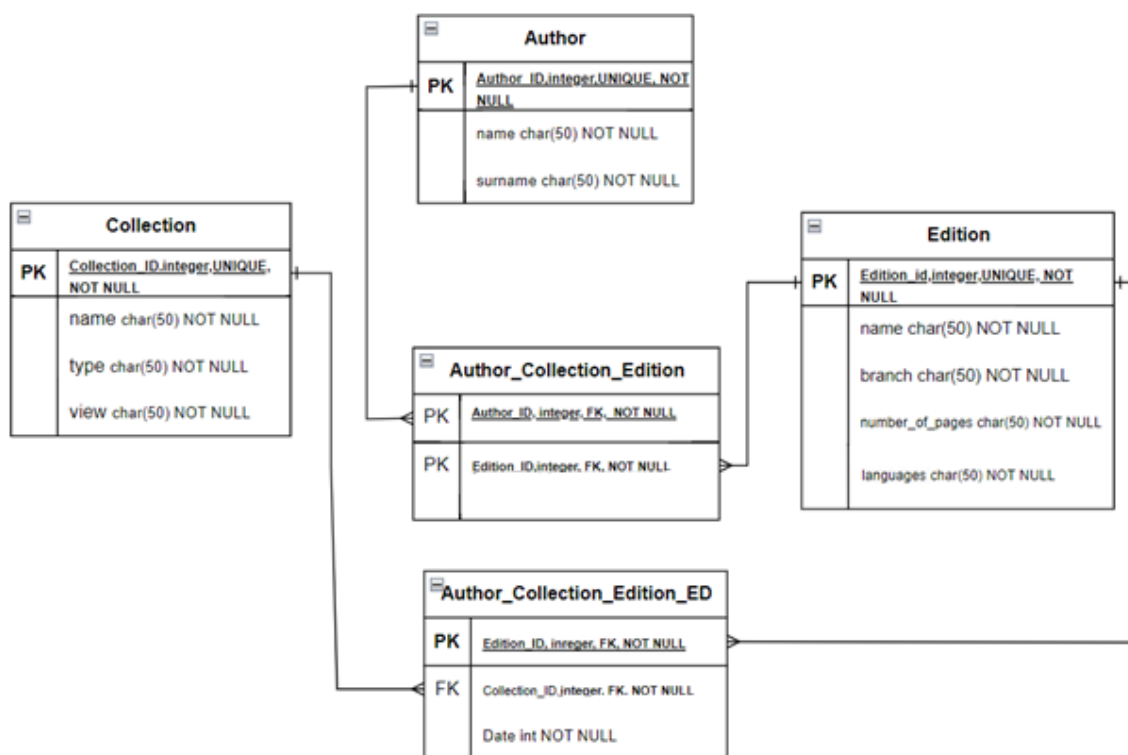 Author
PK
Author_ID,integer,UNIQUE, NOT
NULL
name char(50) NOT NULL
surname char(50) NOT NULL
Collection
PK
Collection_ID.integer,UNIQUE,
NOT NULL
name char(50) NOT NULL
type char(50) NOT NULL
view char(50) NOT NULL
Edition
PK
Edition_id,integer,UNIQUE, NOT
NULL
name char(50) NOT NULL
branch char(50) NOT NULL
number_of_pages char(50) NOT NULL
languages char(50) NOT NULL
Author_Collection_Edition
PK
Author_ID, integer, FK, NOT NULL
PK
Edition_ID,integer, FK, NOT NULL
Author_Collection_Edition_ED
PK
Edition_ID, inreger, FK, NOT NULL
FK
Collection_ID,integer. FK. NOT NULL
Date int NOT NULL